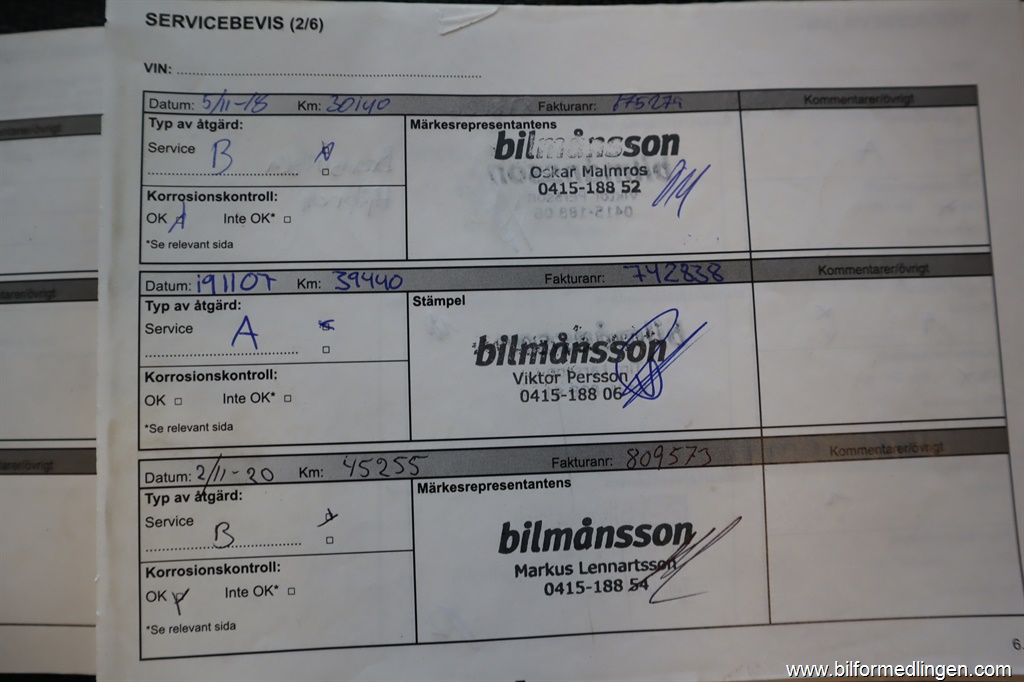 SERVICEBEVIS (2/6)
VIN: ........................................
Datum: 5/11-18 Km: 30140 Fakturanr: 675279 Kommentarer/övrigt
Typ av åtgärd: Märkesrepresentantens
Service B
bilmånsson
Oskar Malmros
0415-188 52
Korrosionskontroll:
OK Inte OK* □
*Se relevant sida
Datum: 191107 Km: 39440 Fakturanr: 742838 Kommentarer/övrigt
Typ av åtgärd: Stämpel
Service A
bilmånsson
Viktor Persson
0415-188 06
Korrosionskontroll:
OK □ Inte OK* □
*Se relevant sida
Datum: 2/11-20 Km: 45255 Fakturanr: 809573 Kommentarer/övrigt
Typ av åtgärd: Märkesrepresentantens
Service B
bilmånsson
Markus Lennartsson
0415-188 54
Korrosionskontroll:
OK Inte OK* □
*Se relevant sida
6.
www.bilformedlingen.com